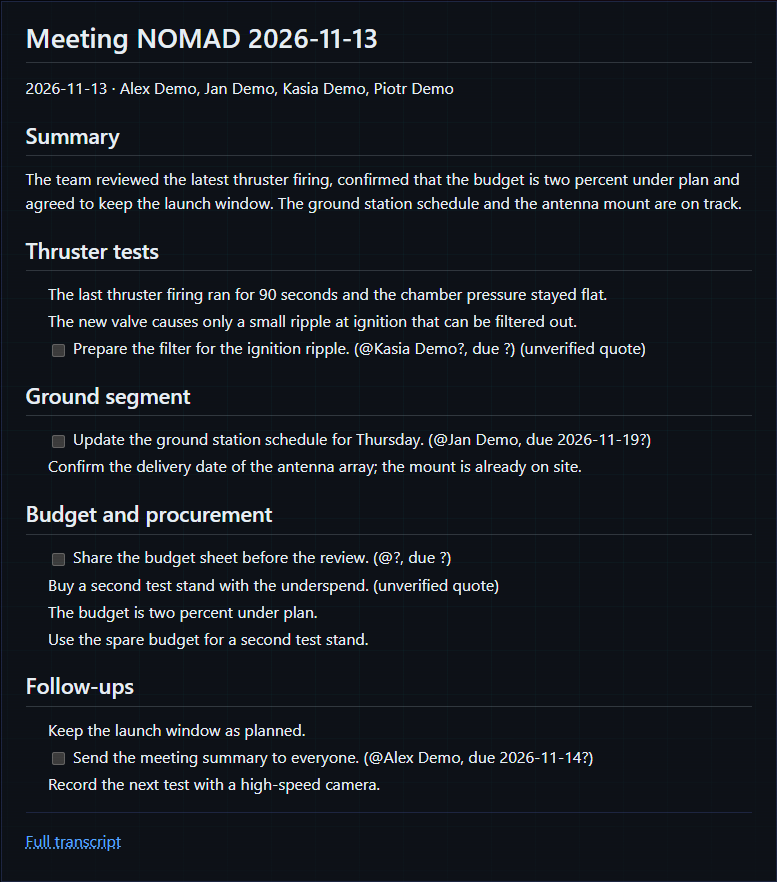 Meeting NOMAD 2026-11-13
2026-11-13 · Alex Demo, Jan Demo, Kasia Demo, Piotr Demo
Summary
The team reviewed the latest thruster firing, confirmed that the budget is two percent under plan and
agreed to keep the launch window. The ground station schedule and the antenna mount are on track.
Thruster tests
The last thruster firing ran for 90 seconds and the chamber pressure stayed flat.
The new valve causes only a small ripple at ignition that can be filtered out.
Prepare the filter for the ignition ripple. (@Kasia Demo?, due ?) (unverified quote)
Ground segment
Update the ground station schedule for Thursday. (@Jan Demo, due 2026-11-19?)
Confirm the delivery date of the antenna array; the mount is already on site.
Budget and procurement
Share the budget sheet before the review. (@?, due ?)
Buy a second test stand with the underspend. (unverified quote)
The budget is two percent under plan.
Use the spare budget for a second test stand.
Follow-ups
Keep the launch window as planned.
Send the meeting summary to everyone. (@Alex Demo, due 2026-11-14?)
Record the next test with a high-speed camera.
Full transcript